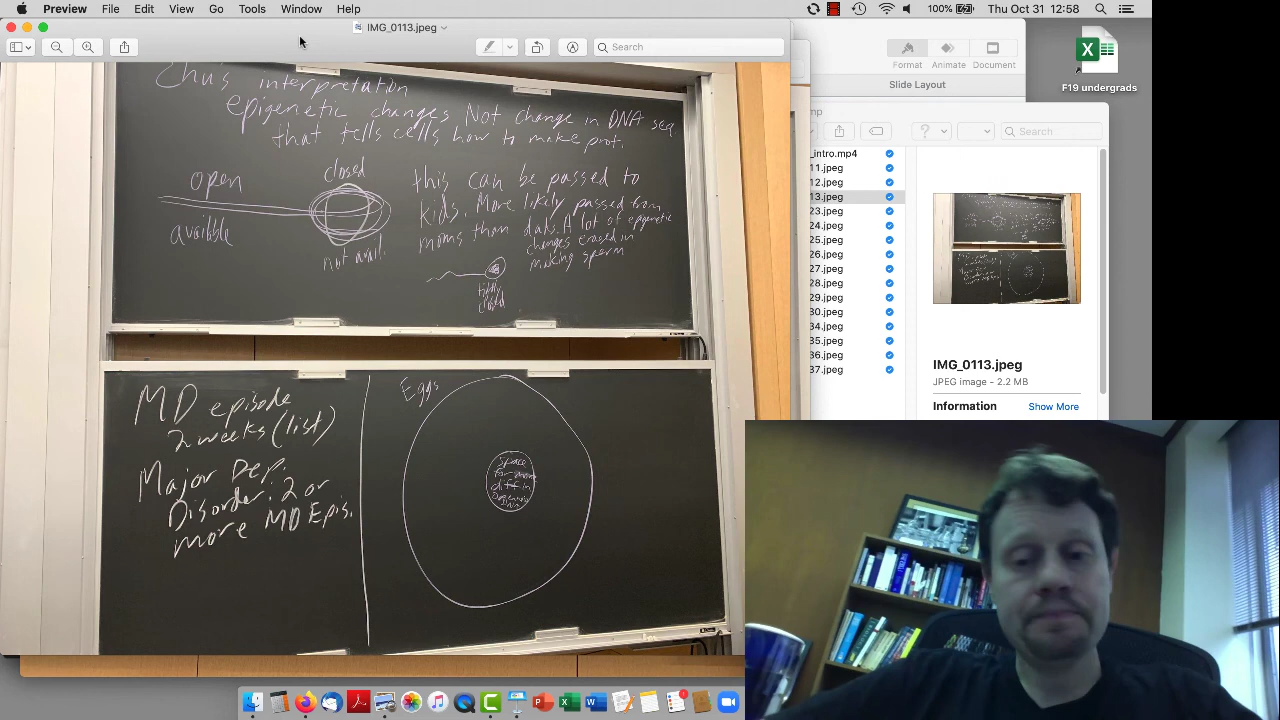 Preview File Edit View Go Tools Window Help
100% Thu Oct 31 12:58
IMG_0113.jpeg
Search
Format Animate Document
Slide Layout
F19 undergrads
Search
_intro.mp4
11.jpeg
12.jpeg
13.jpeg
23.jpeg
24.jpeg
25.jpeg
26.jpeg
27.jpeg
28.jpeg
29.jpeg
30.jpeg
34.jpeg
35.jpeg
36.jpeg
37.jpeg
IMG_0113.jpeg
JPEG image - 2.2 MB
Information Show More
interpretation
epigenetic changes. Not change in DNA seq
that tells cells how to make prot.
open
closed
not avail.
this can be passed to
kids. More likely passed from
moms than dads. A lot of epigenetic
changes erased in
making sperm
closed
MD episode
2 weeks (list)
Major Dep.
Disorder: 2 or
more MD Epis.
Eggs
space
for
diff in